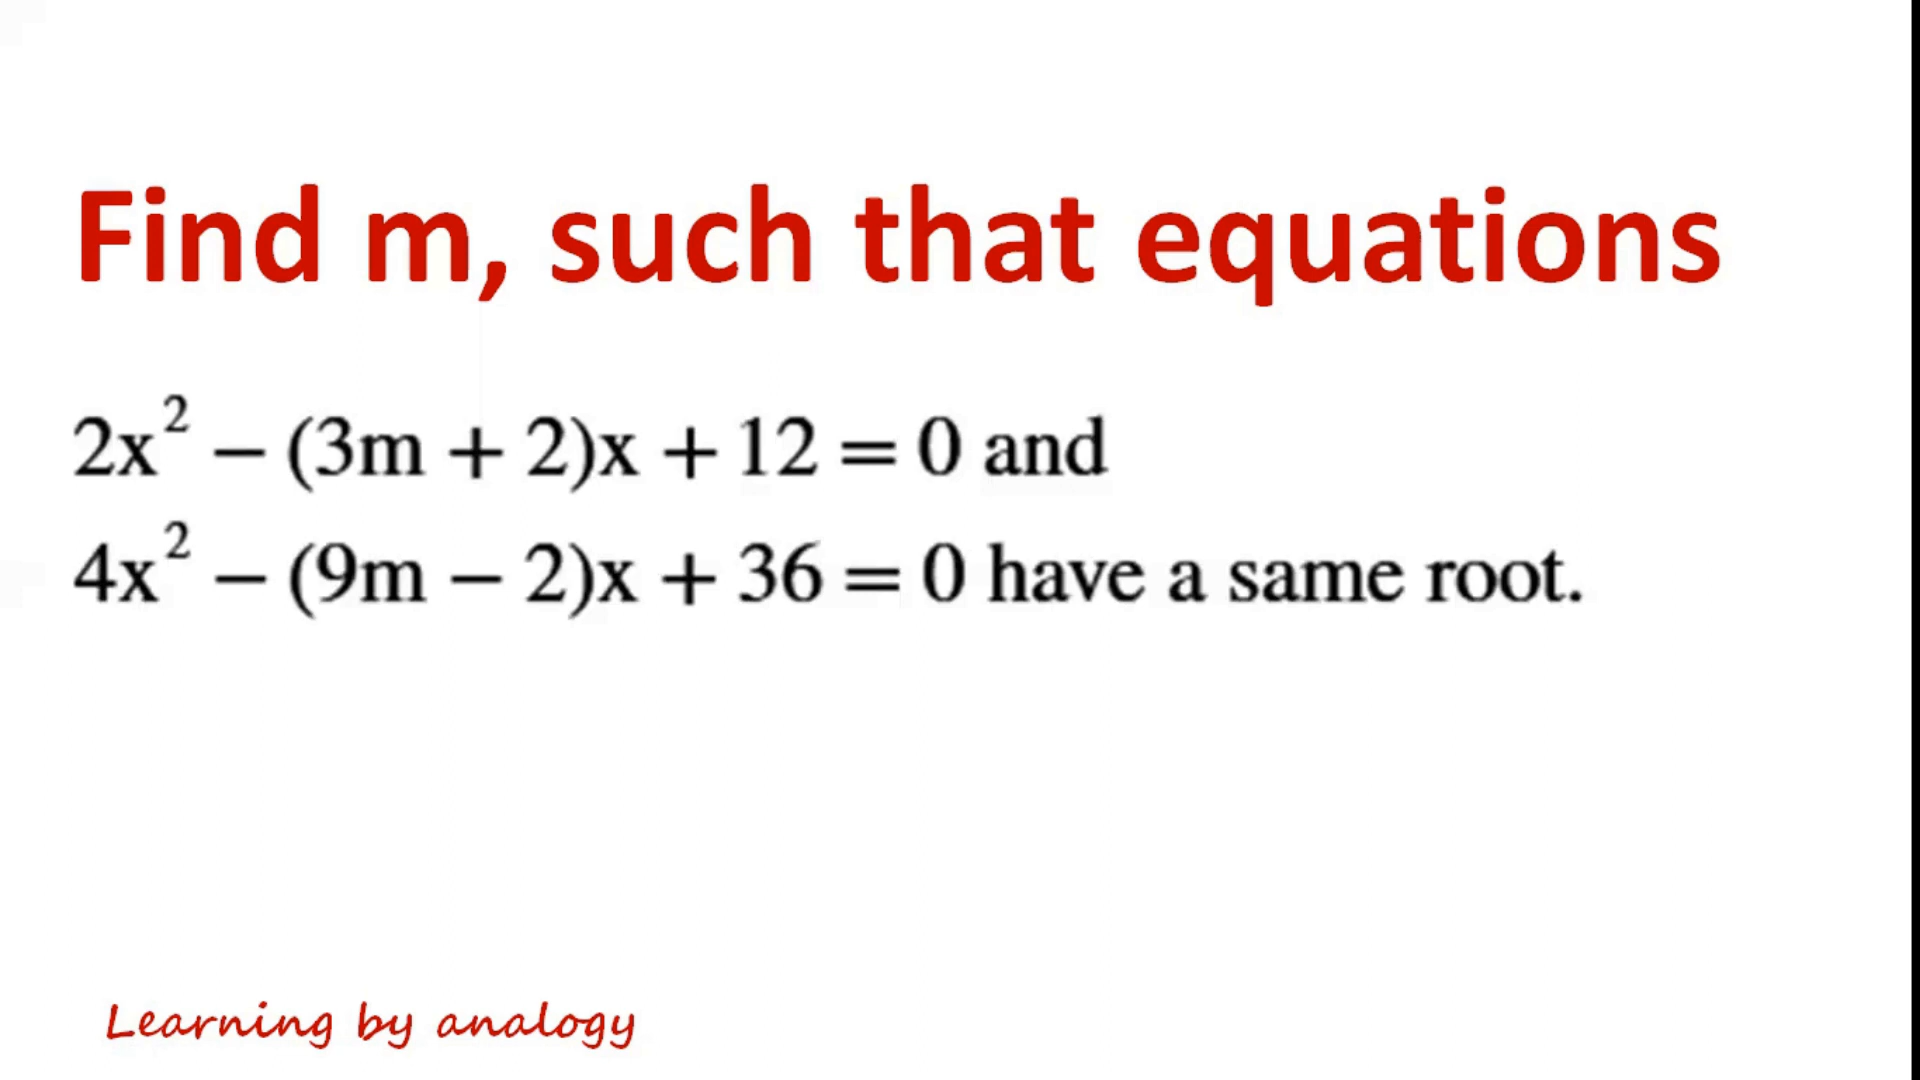 Find m, such that equations
2x² – (3m + 2)x + 12 = 0 and
4x² – (9m – 2)x + 36 = 0 have a same root.
Learning by analogy